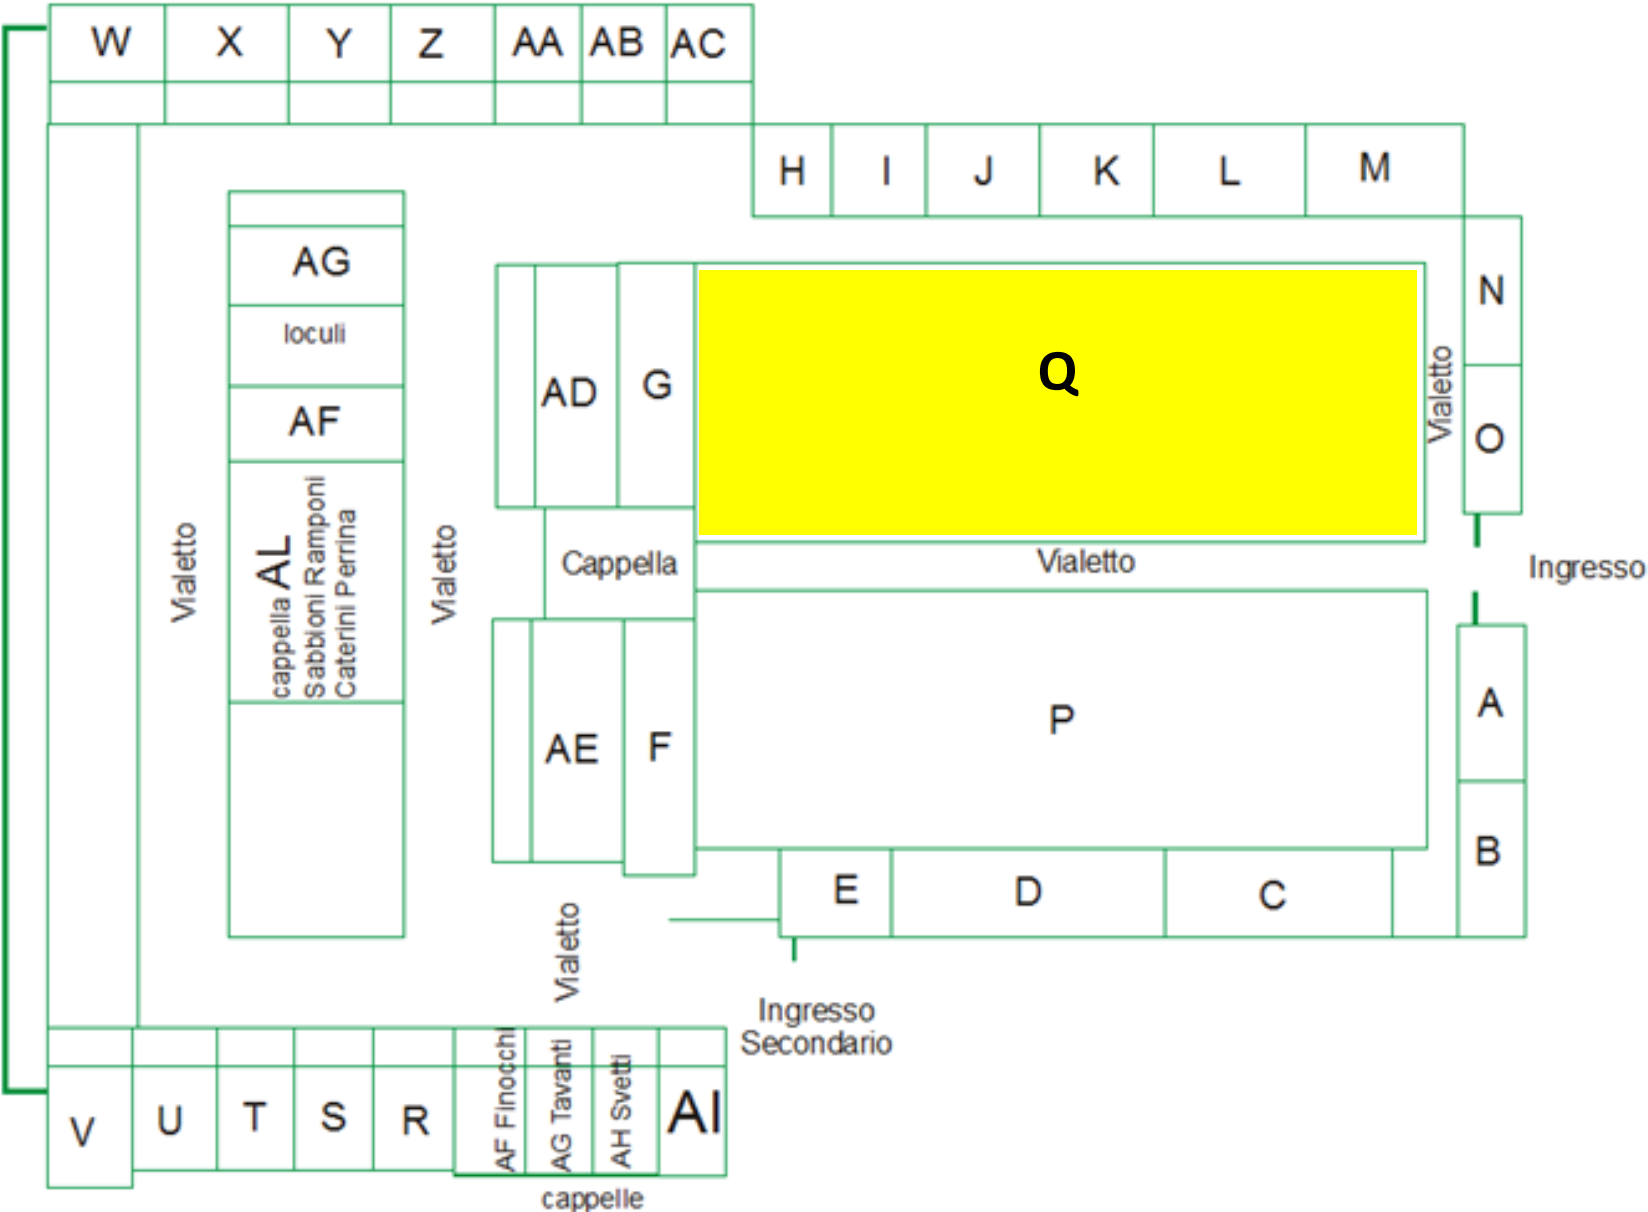 W X Y Z AA AB AC
H I J K L M
AG
loculi
AF
cappella AL
Sabbioni Ramponi
Caterini Perrina
Vialetto
Vialetto
AD G
Q
Vialetto
N
O
Cappella
Vialetto
Ingresso
AE F
P
A
B
E D C
Vialetto
Ingresso
Secondario
V U T S R
AF Finocchi
AG Tavanti
AH Svetti
AI
cappelle